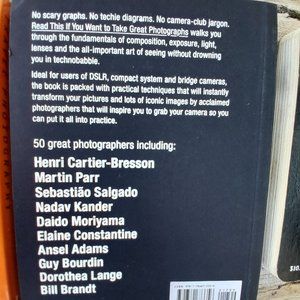 No scary graphs. No techie diagrams. No camera-club jargon.
Read This If You Want to Take Great Photographs walks you
through the fundamentals of composition, exposure, light,
lenses and the all-important art of seeing without drowning
you in technobabble.
Ideal for users of DSLR, compact system and bridge cameras,
the book is packed with practical techniques that will instantly
transform your pictures and lots of iconic images by acclaimed
photographers that will inspire you to grab your camera so you
can put it all into practice.
50 great photographers including:
Henri Cartier-Bresson
Martin Parr
Sebastião Salgado
Nadav Kander
Daido Moriyama
Elaine Constantine
Ansel Adams
Guy Bourdin
Dorothea Lange
Bill Brandt